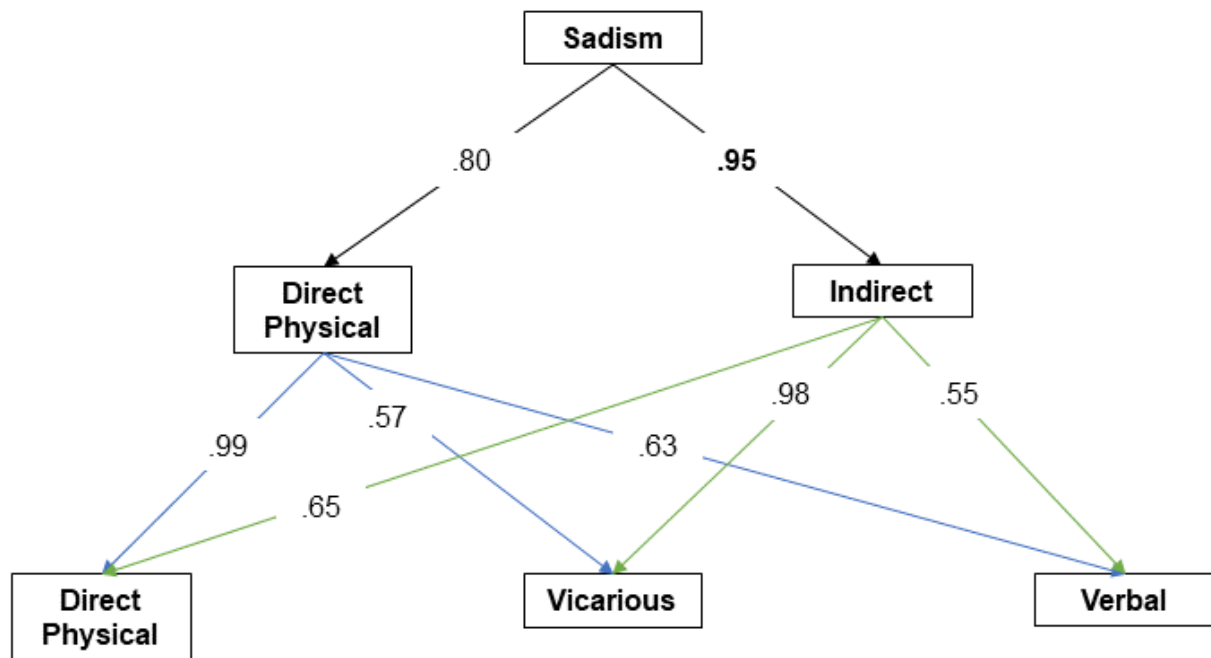 Sadism
.80
.95
Direct
Physical
Indirect
.99
.57
.98
.55
.63
.65
Direct
Physical
Vicarious
Verbal